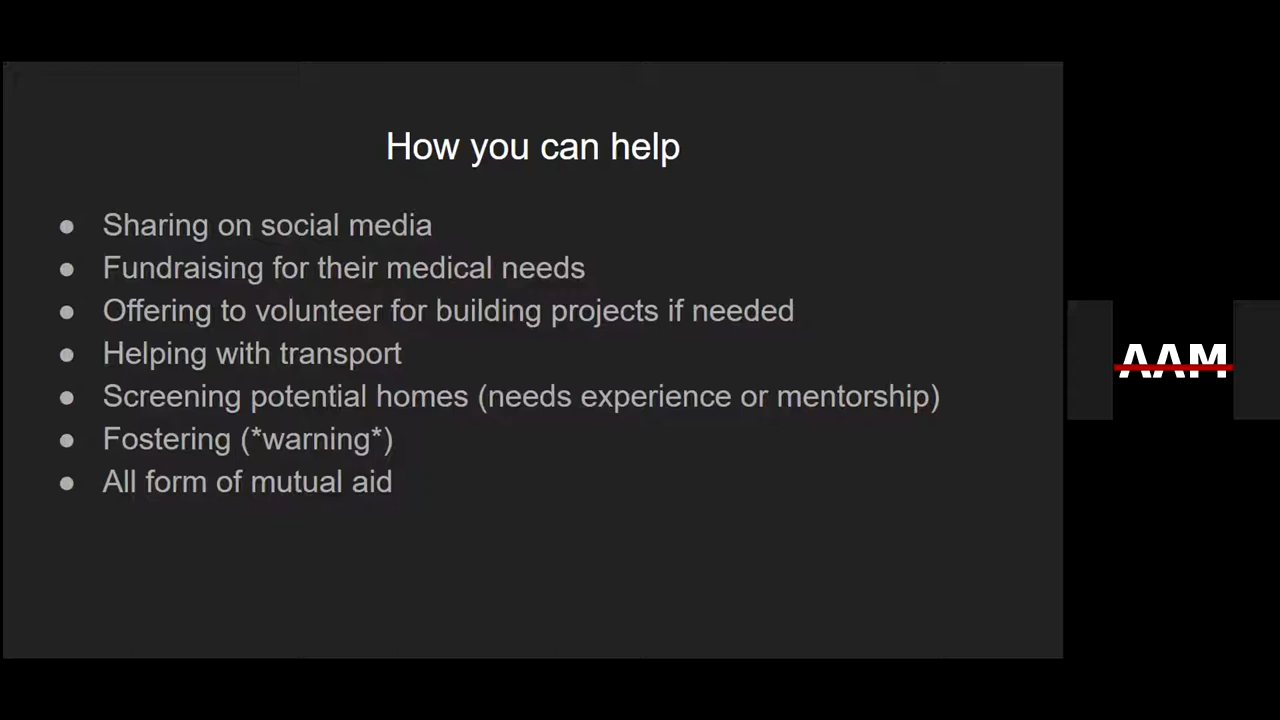 How you can help
● Sharing on social media
● Fundraising for their medical needs
● Offering to volunteer for building projects if needed
● Helping with transport
● Screening potential homes (needs experience or mentorship)
● Fostering (*warning*)
● All form of mutual aid
AAM